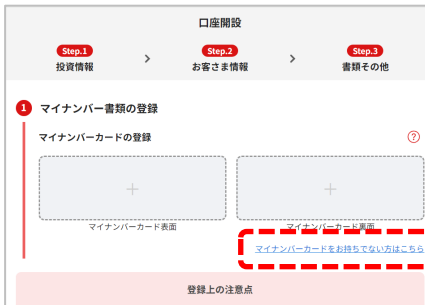 口座開設
Step.1
投資情報
>
Step.2
お客さま情報
>
Step.3
書類その他
1 マイナンバー書類の登録
マイナンバーカードの登録 ?
+ +
マイナンバーカード表面 マイナンバーカード裏面
マイナンバーカードをお持ちでない方はこちら
登録上の注意点